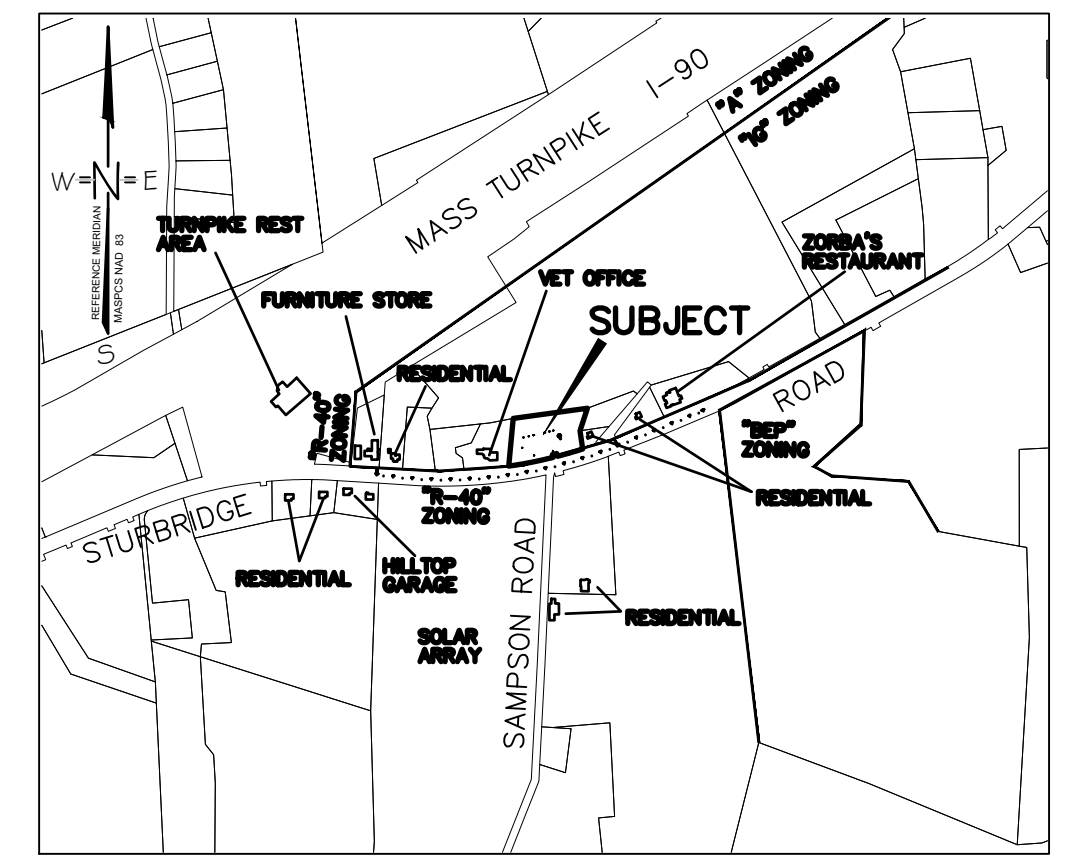 I-90
"A" ZONING
"IG" ZONING
MASS TURNPIKE
W
N
E
S
REFERENCE MERIDIAN
MASPCS NAD 83
TURNPIKE REST
AREA
FURNITURE STORE
VET OFFICE
ZORBA'S
RESTAURANT
SUBJECT
RESIDENTIAL
"R-40"
ZONING
ROAD
"BEP"
ZONING
RESIDENTIAL
"R-40"
ZONING
STURBRIDGE
RESIDENTIAL
HILLTOP
GARAGE
SAMPSON ROAD
RESIDENTIAL
SOLAR
ARRAY